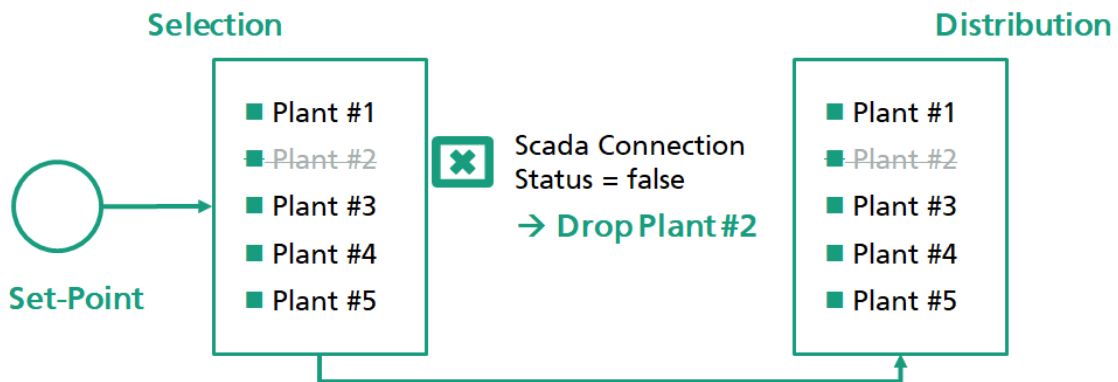 Selection
Distribution
Plant #1
Plant #2
Plant #3
Plant #4
Plant #5
Scada Connection
Status = false
→ Drop Plant #2
Plant #1
Plant #2
Plant #3
Plant #4
Plant #5
Set-Point